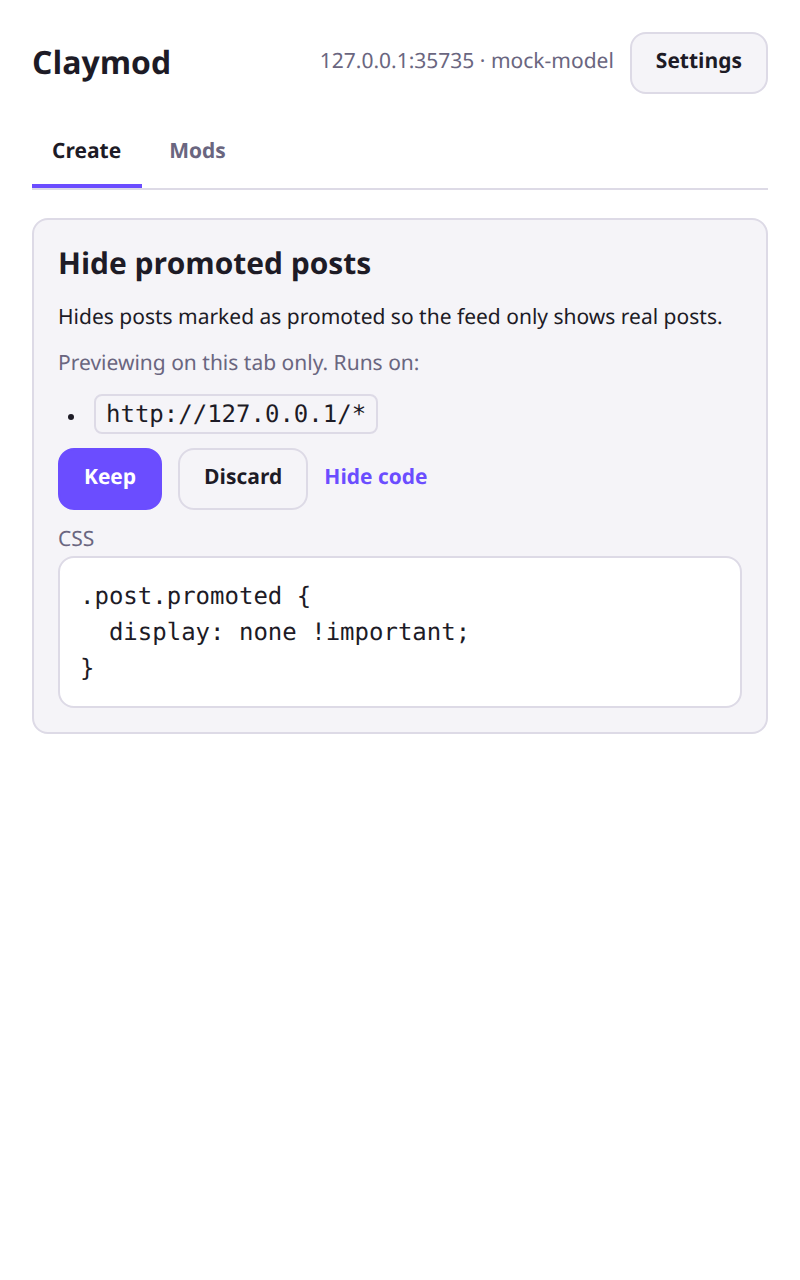 Claymod
127.0.0.1:35735 · mock-model
Settings
Create
Mods
Hide promoted posts
Hides posts marked as promoted so the feed only shows real posts.
Previewing on this tab only. Runs on:
• http://127.0.0.1/*
Keep
Discard
Hide code
CSS
.post.promoted {
  display: none !important;
}